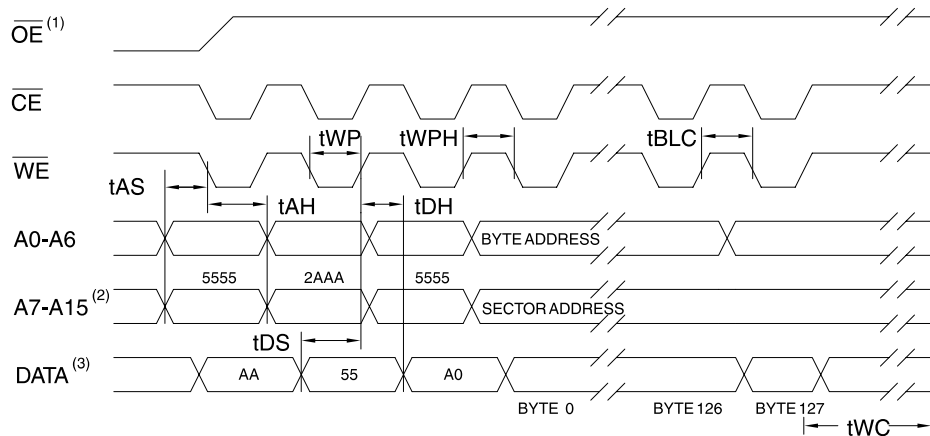 OE (1)
CE
tWP tWPH tBLC
WE
tAS tAH tDH
A0-A6 BYTE ADDRESS
5555 2AAA 5555
A7-A15 (2) SECTOR ADDRESS
tDS
DATA (3) AA 55 A0
BYTE 0 BYTE 126 BYTE 127
tWC